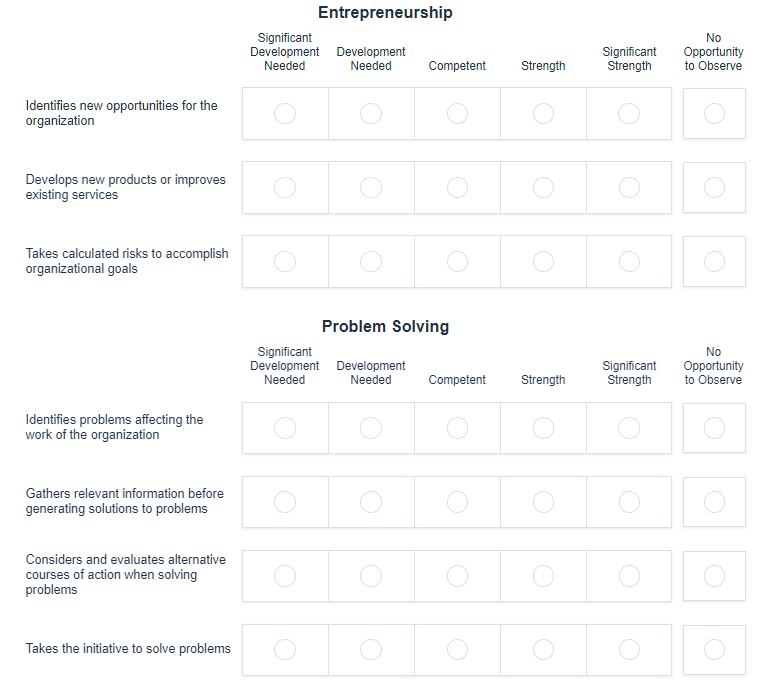 Entrepreneurship
Significant
Development
Needed
Development
Needed
Competent
Strength
Significant
Strength
No
Opportunity
to Observe
Identifies new opportunities for the
organization
Develops new products or improves
existing services
Takes calculated risks to accomplish
organizational goals
Problem Solving
Significant
Development
Needed
Development
Needed
Competent
Strength
Significant
Strength
No
Opportunity
to Observe
Identifies problems affecting the
work of the organization
Gathers relevant information before
generating solutions to problems
Considers and evaluates alternative
courses of action when solving
problems
Takes the initiative to solve problems